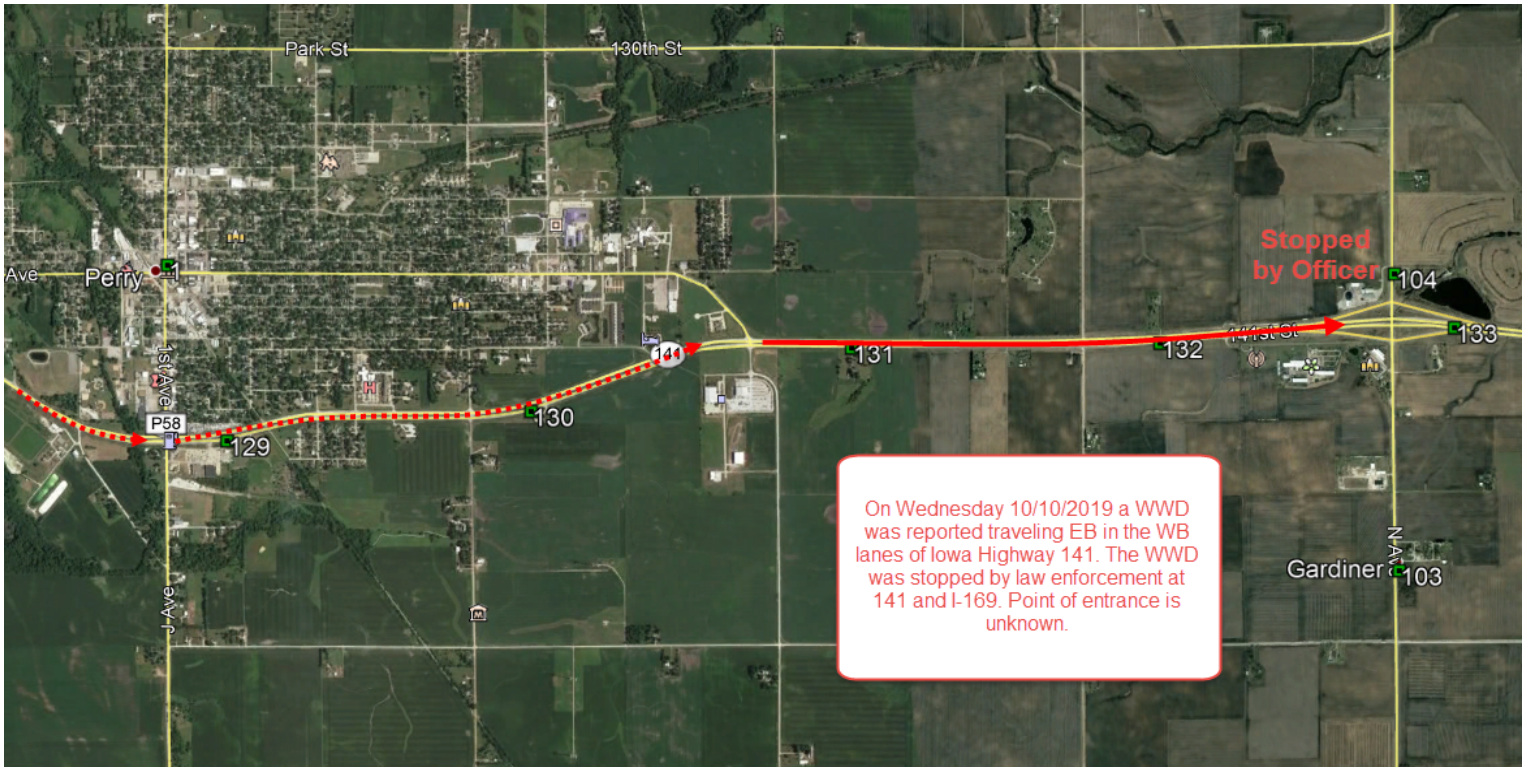 Park St
130th St
Stopped
by Officer
Ave
Perry
1
104
141
141st St
133
131
132
1st Ave
H
P58
130
129
On Wednesday 10/10/2019 a WWD
was reported traveling EB in the WB
lanes of Iowa Highway 141. The WWD
was stopped by law enforcement at
141 and I-169. Point of entrance is
unknown.
N Ave
Gardiner
103
J Ave
M